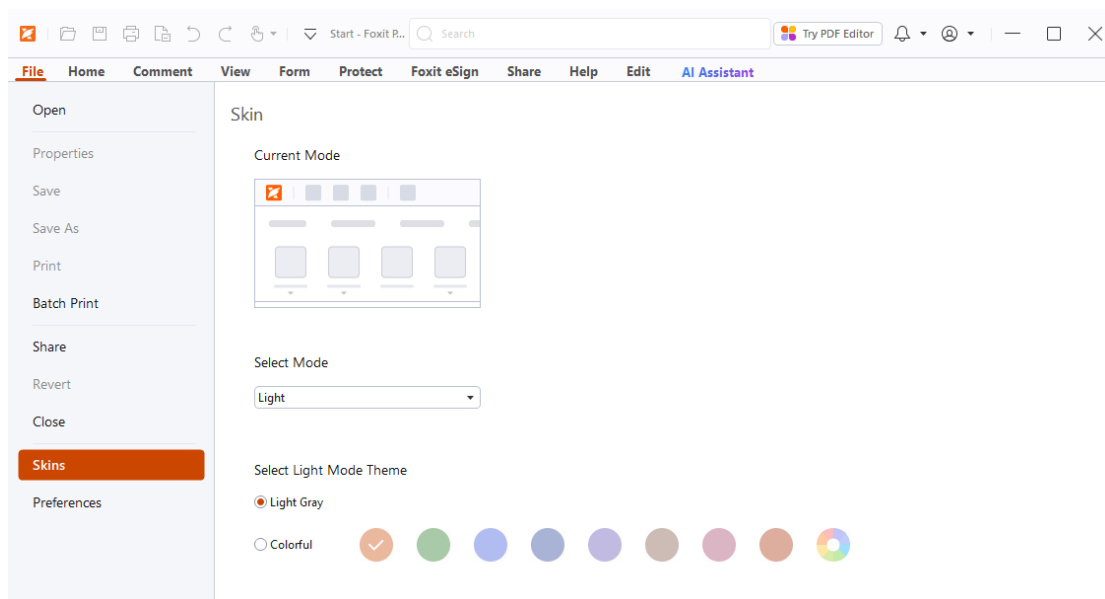 Start - Foxit P... Search Try PDF Editor
File Home Comment View Form Protect Foxit eSign Share Help Edit AI Assistant
Open
Properties
Save
Save As
Print
Batch Print
Share
Revert
Close
Skins
Preferences
Skin
Current Mode
Select Mode
Light
Select Light Mode Theme
Light Gray
Colorful